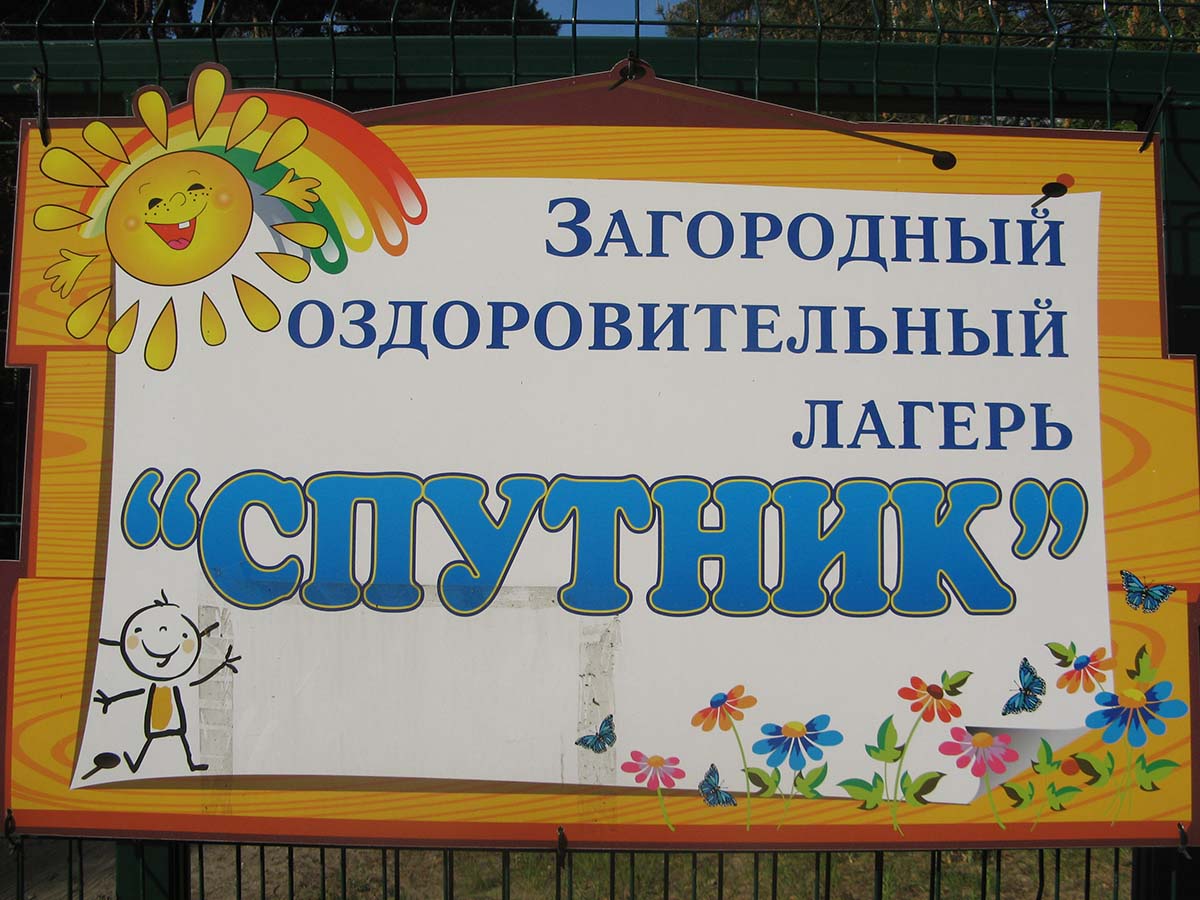 Загородный
оздоровительный
лагерь
“СПУТНИК”